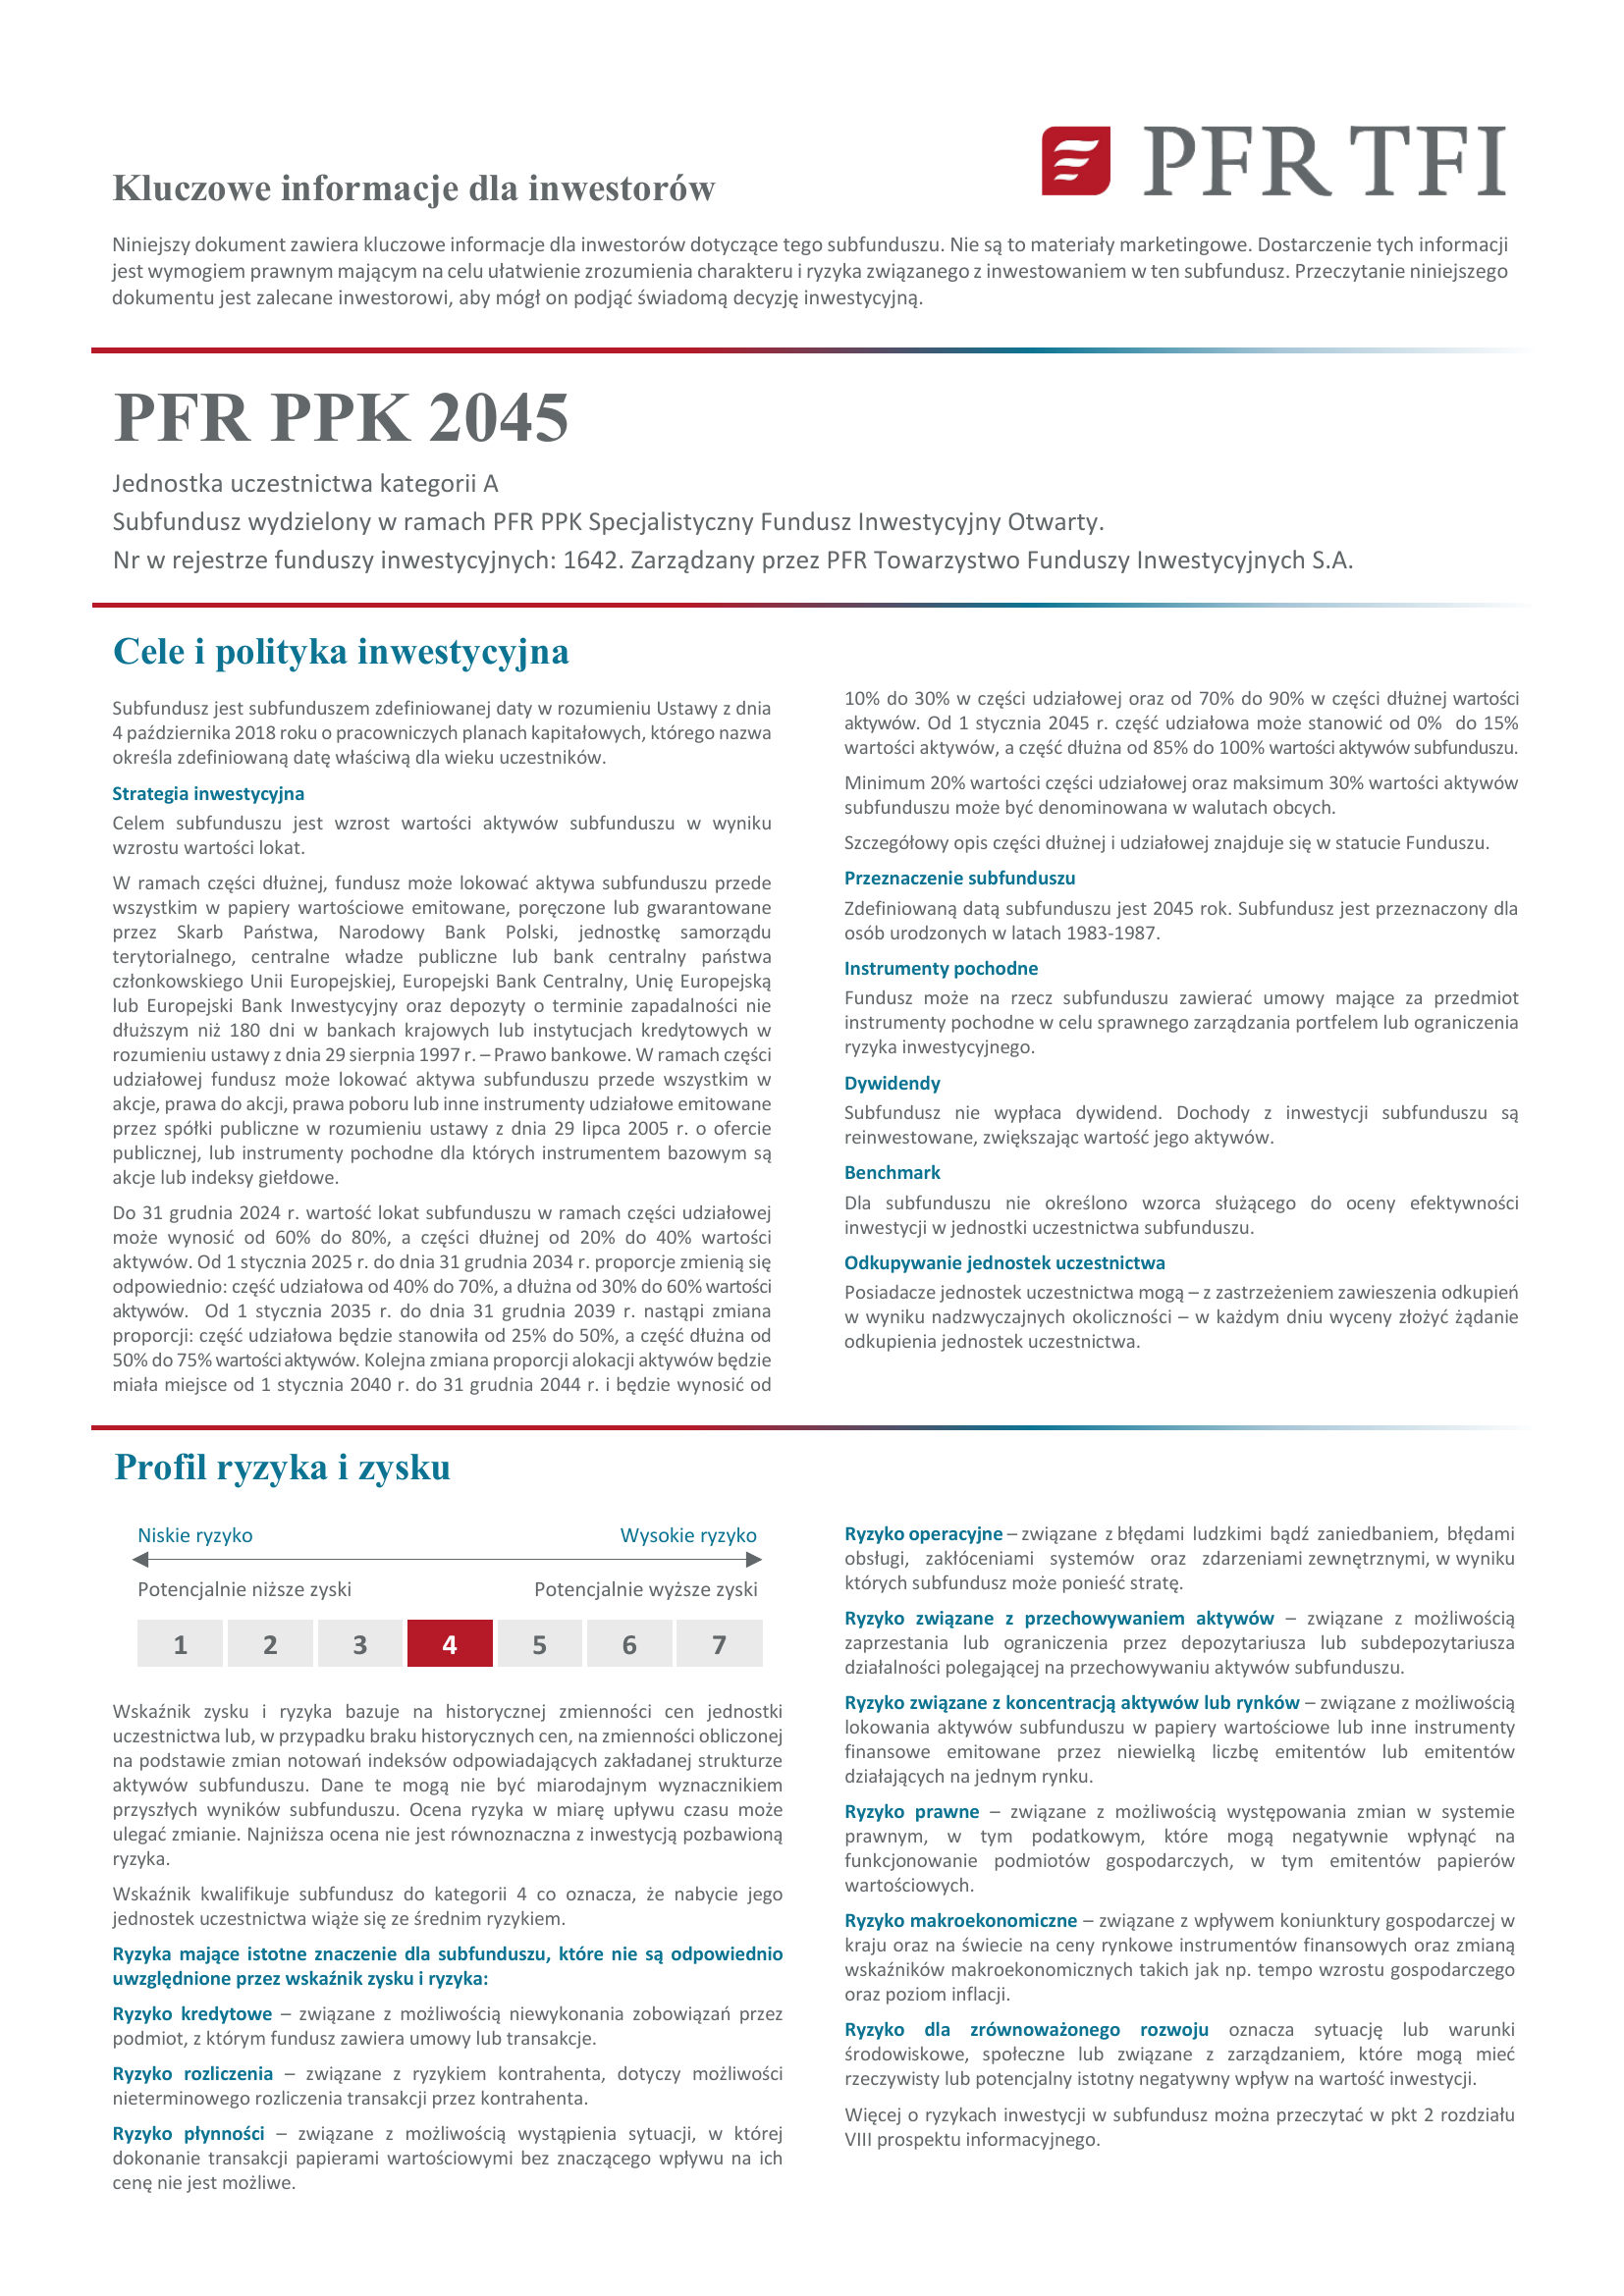 PFR TFI
Kluczowe informacje dla inwestorów
Niniejszy dokument zawiera kluczowe informacje dla inwestorów dotyczące tego subfunduszu. Nie są to materiały marketingowe. Dostarczenie tych informacji
jest wymogiem prawnym mającym na celu ułatwienie zrozumienia charakteru i ryzyka związanego z inwestowaniem w ten subfundusz. Przeczytanie niniejszego
dokumentu jest zalecane inwestorowi, aby mógł on podjąć świadomą decyzję inwestycyjną.
PFR PPK 2045
Jednostka uczestnictwa kategorii A
Subfundusz wydzielony w ramach PFR PPK Specjalistyczny Fundusz Inwestycyjny Otwarty.
Nr w rejestrze funduszy inwestycyjnych: 1642. Zarządzany przez PFR Towarzystwo Funduszy Inwestycyjnych S.A.
Cele i polityka inwestycyjna
Subfundusz jest subfunduszem zdefiniowanej daty w rozumieniu Ustawy z dnia
4 października 2018 roku o pracowniczych planach kapitałowych, którego nazwa
określa zdefiniowaną datę właściwą dla wieku uczestników.
Strategia inwestycyjna
Celem subfunduszu jest wzrost wartości aktywów subfunduszu w wyniku
wzrostu wartości lokat.
W ramach części dłużnej, fundusz może lokować aktywa subfunduszu przede
wszystkim w papiery wartościowe emitowane, poręczone lub gwarantowane
przez Skarb Państwa, Narodowy Bank Polski, jednostkę samorządu
terytorialnego, centralne władze publiczne lub bank centralny państwa
członkowskiego Unii Europejskiej, Europejski Bank Centralny, Unię Europejską
lub Europejski Bank Inwestycyjny oraz depozyty o terminie zapadalności nie
dłuższym niż 180 dni w bankach krajowych lub instytucjach kredytowych w
rozumieniu ustawy z dnia 29 sierpnia 1997 r. – Prawo bankowe. W ramach części
udziałowej fundusz może lokować aktywa subfunduszu przede wszystkim w
akcje, prawa do akcji, prawa poboru lub inne instrumenty udziałowe emitowane
przez spółki publiczne w rozumieniu ustawy z dnia 29 lipca 2005 r. o ofercie
publicznej, lub instrumenty pochodne dla których instrumentem bazowym są
akcje lub indeksy giełdowe.
Do 31 grudnia 2024 r. wartość lokat subfunduszu w ramach części udziałowej
może wynosić od 60% do 80%, a części dłużnej od 20% do 40% wartości
aktywów. Od 1 stycznia 2025 r. do dnia 31 grudnia 2034 r. proporcje zmienią się
odpowiednio: część udziałowa od 40% do 70%, a dłużna od 30% do 60% wartości
aktywów. Od 1 stycznia 2035 r. do dnia 31 grudnia 2039 r. nastąpi zmiana
proporcji: część udziałowa będzie stanowiła od 25% do 50%, a część dłużna od
50% do 75% wartości aktywów. Kolejna zmiana proporcji alokacji aktywów będzie
miała miejsce od 1 stycznia 2040 r. do 31 grudnia 2044 r. i będzie wynosić od
10% do 30% w części udziałowej oraz od 70% do 90% w części dłużnej wartości
aktywów. Od 1 stycznia 2045 r. część udziałowa może stanowić od 0% do 15%
wartości aktywów, a część dłużna od 85% do 100% wartości aktywów subfunduszu.
Minimum 20% wartości części udziałowej oraz maksimum 30% wartości aktywów
subfunduszu może być denominowana w walutach obcych.
Szczegółowy opis części dłużnej i udziałowej znajduje się w statucie Funduszu.
Przeznaczenie subfunduszu
Zdefiniowaną datą subfunduszu jest 2045 rok. Subfundusz jest przeznaczony dla
osób urodzonych w latach 1983-1987.
Instrumenty pochodne
Fundusz może na rzecz subfunduszu zawierać umowy mające za przedmiot
instrumenty pochodne w celu sprawnego zarządzania portfelem lub ograniczenia
ryzyka inwestycyjnego.
Dywidendy
Subfundusz nie wypłaca dywidend. Dochody z inwestycji subfunduszu są
reinwestowane, zwiększając wartość jego aktywów.
Benchmark
Dla subfunduszu nie określono wzorca służącego do oceny efektywności
inwestycji w jednostki uczestnictwa subfunduszu.
Odkupywanie jednostek uczestnictwa
Posiadacze jednostek uczestnictwa mogą – z zastrzeżeniem zawieszenia odkupień
w wyniku nadzwyczajnych okoliczności – w każdym dniu wyceny złożyć żądanie
odkupienia jednostek uczestnictwa.
Profil ryzyka i zysku
Niskie ryzyko Wysokie ryzyko
Potencjalnie niższe zyski Potencjalnie wyższe zyski
1 2 3 4 5 6 7
Wskaźnik zysku i ryzyka bazuje na historycznej zmienności cen jednostki
uczestnictwa lub, w przypadku braku historycznych cen, na zmienności obliczonej
na podstawie zmian notowań indeksów odpowiadających zakładanej strukturze
aktywów subfunduszu. Dane te mogą nie być miarodajnym wyznacznikiem
przyszłych wyników subfunduszu. Ocena ryzyka w miarę upływu czasu może
ulegać zmianie. Najniższa ocena nie jest równoznaczna z inwestycją pozbawioną
ryzyka.
Wskaźnik kwalifikuje subfundusz do kategorii 4 co oznacza, że nabycie jego
jednostek uczestnictwa wiąże się ze średnim ryzykiem.
Ryzyka mające istotne znaczenie dla subfunduszu, które nie są odpowiednio
uwzględnione przez wskaźnik zysku i ryzyka:
Ryzyko kredytowe – związane z możliwością niewykonania zobowiązań przez
podmiot, z którym fundusz zawiera umowy lub transakcje.
Ryzyko rozliczenia – związane z ryzykiem kontrahenta, dotyczy możliwości
nieterminowego rozliczenia transakcji przez kontrahenta.
Ryzyko płynności – związane z możliwością wystąpienia sytuacji, w której
dokonanie transakcji papierami wartościowymi bez znaczącego wpływu na ich
cenę nie jest możliwe.
Ryzyko operacyjne – związane z błędami ludzkimi bądź zaniedbaniem, błędami
obsługi, zakłóceniami systemów oraz zdarzeniami zewnętrznymi, w wyniku
których subfundusz może ponieść stratę.
Ryzyko związane z przechowywaniem aktywów – związane z możliwością
zaprzestania lub ograniczenia przez depozytariusza lub subdepozytariusza
działalności polegającej na przechowywaniu aktywów subfunduszu.
Ryzyko związane z koncentracją aktywów lub rynków – związane z możliwością
lokowania aktywów subfunduszu w papiery wartościowe lub inne instrumenty
finansowe emitowane przez niewielką liczbę emitentów lub emitentów
działających na jednym rynku.
Ryzyko prawne – związane z możliwością występowania zmian w systemie
prawnym, w tym podatkowym, które mogą negatywnie wpłynąć na
funkcjonowanie podmiotów gospodarczych, w tym emitentów papierów
wartościowych.
Ryzyko makroekonomiczne – związane z wpływem koniunktury gospodarczej w
kraju oraz na świecie na ceny rynkowe instrumentów finansowych oraz zmianą
wskaźników makroekonomicznych takich jak np. tempo wzrostu gospodarczego
oraz poziom inflacji.
Ryzyko dla zrównoważonego rozwoju oznacza sytuację lub warunki
środowiskowe, społeczne lub związane z zarządzaniem, które mogą mieć
rzeczywisty lub potencjalny istotny negatywny wpływ na wartość inwestycji.
Więcej o ryzykach inwestycji w subfundusz można przeczytać w pkt 2 rozdziału
VIII prospektu informacyjnego.